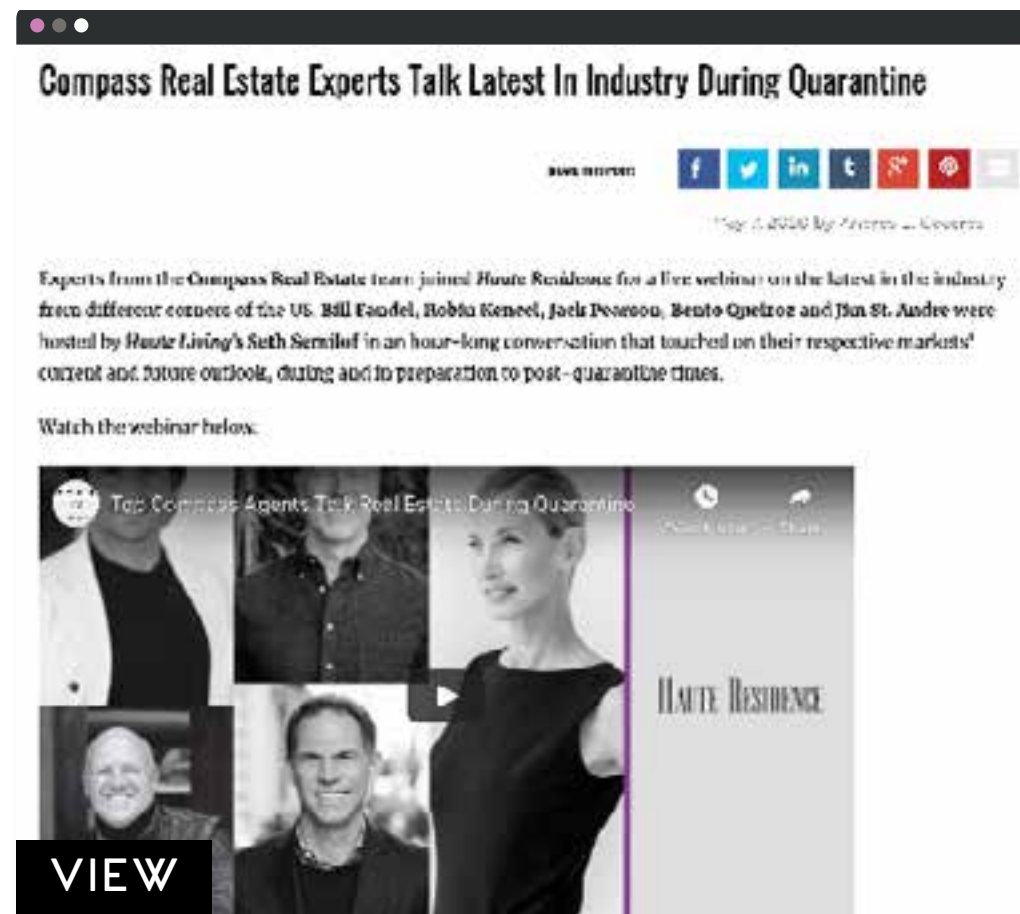 Compass Real Estate Experts Talk Latest In Industry During Quarantine
f in t g+
2020 by
Experts from the Compass Real Estate team joined Haute Residence for a live webinar on the latest in the industry
from different corners of the US. Bill Fandel, Robin Kencel, Jack Pearson, Bento Queiroz and Jim St. Andre were
hosted by Haute Living's Seth Semilof in an hour-long conversation that touched on their respective markets'
current and future outlook, during and in preparation to post-quarantine times.
Watch the webinar below.
Top Compass Agents Talk Real Estate During Quarantine
Share
HAUTE RESIDENCE
VIEW